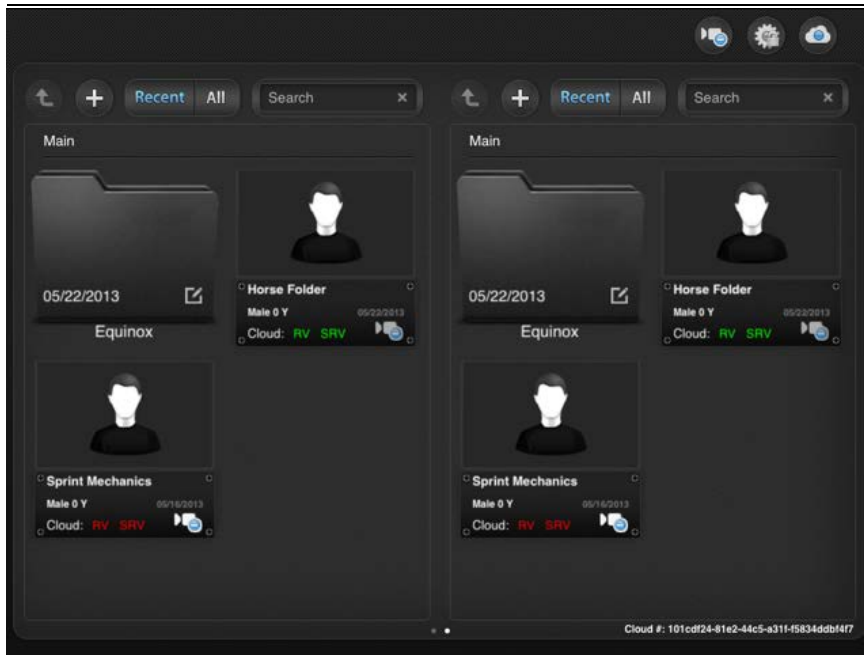 Recent All Search
Main
05/22/2013
Equinox
Horse Folder
Male 0 Y 05/22/2013
Cloud: RV SRV
Sprint Mechanics
Male 0 Y 05/16/2013
Cloud: RV SRV
Recent All Search
Main
05/22/2013
Equinox
Horse Folder
Male 0 Y 05/22/2013
Cloud: RV SRV
Sprint Mechanics
Male 0 Y 05/16/2013
Cloud: RV SRV
Cloud #: 101cdf24-81e2-44c5-a31f-f5834ddbf4f7